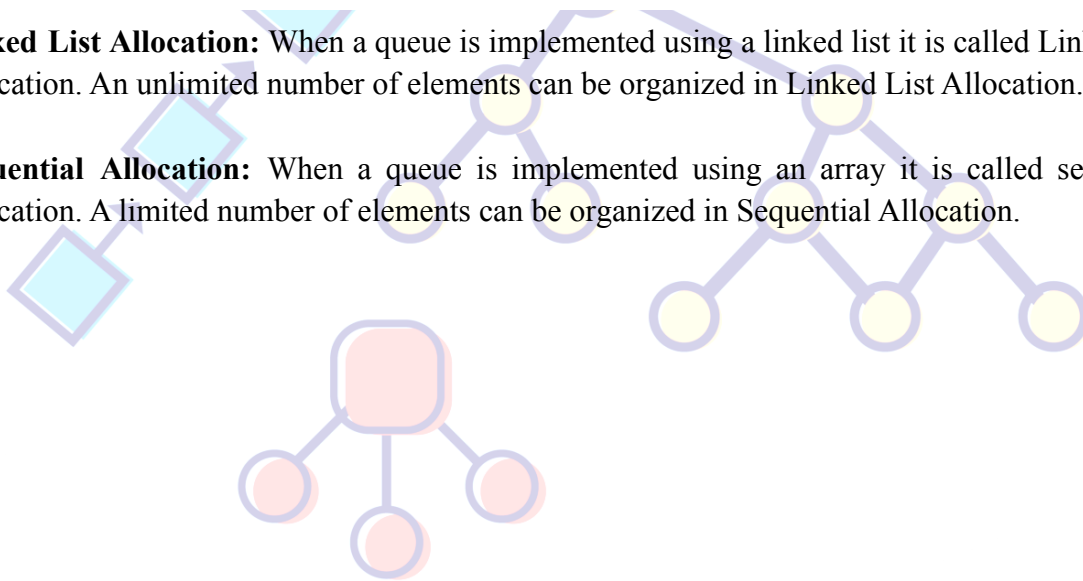 ked List Allocation: When a queue is implemented using a linked list it is called Lin
cation. An unlimited number of elements can be organized in Linked List Allocation.
uential Allocation: When a queue is implemented using an array it is called se
cation. A limited number of elements can be organized in Sequential Allocation.